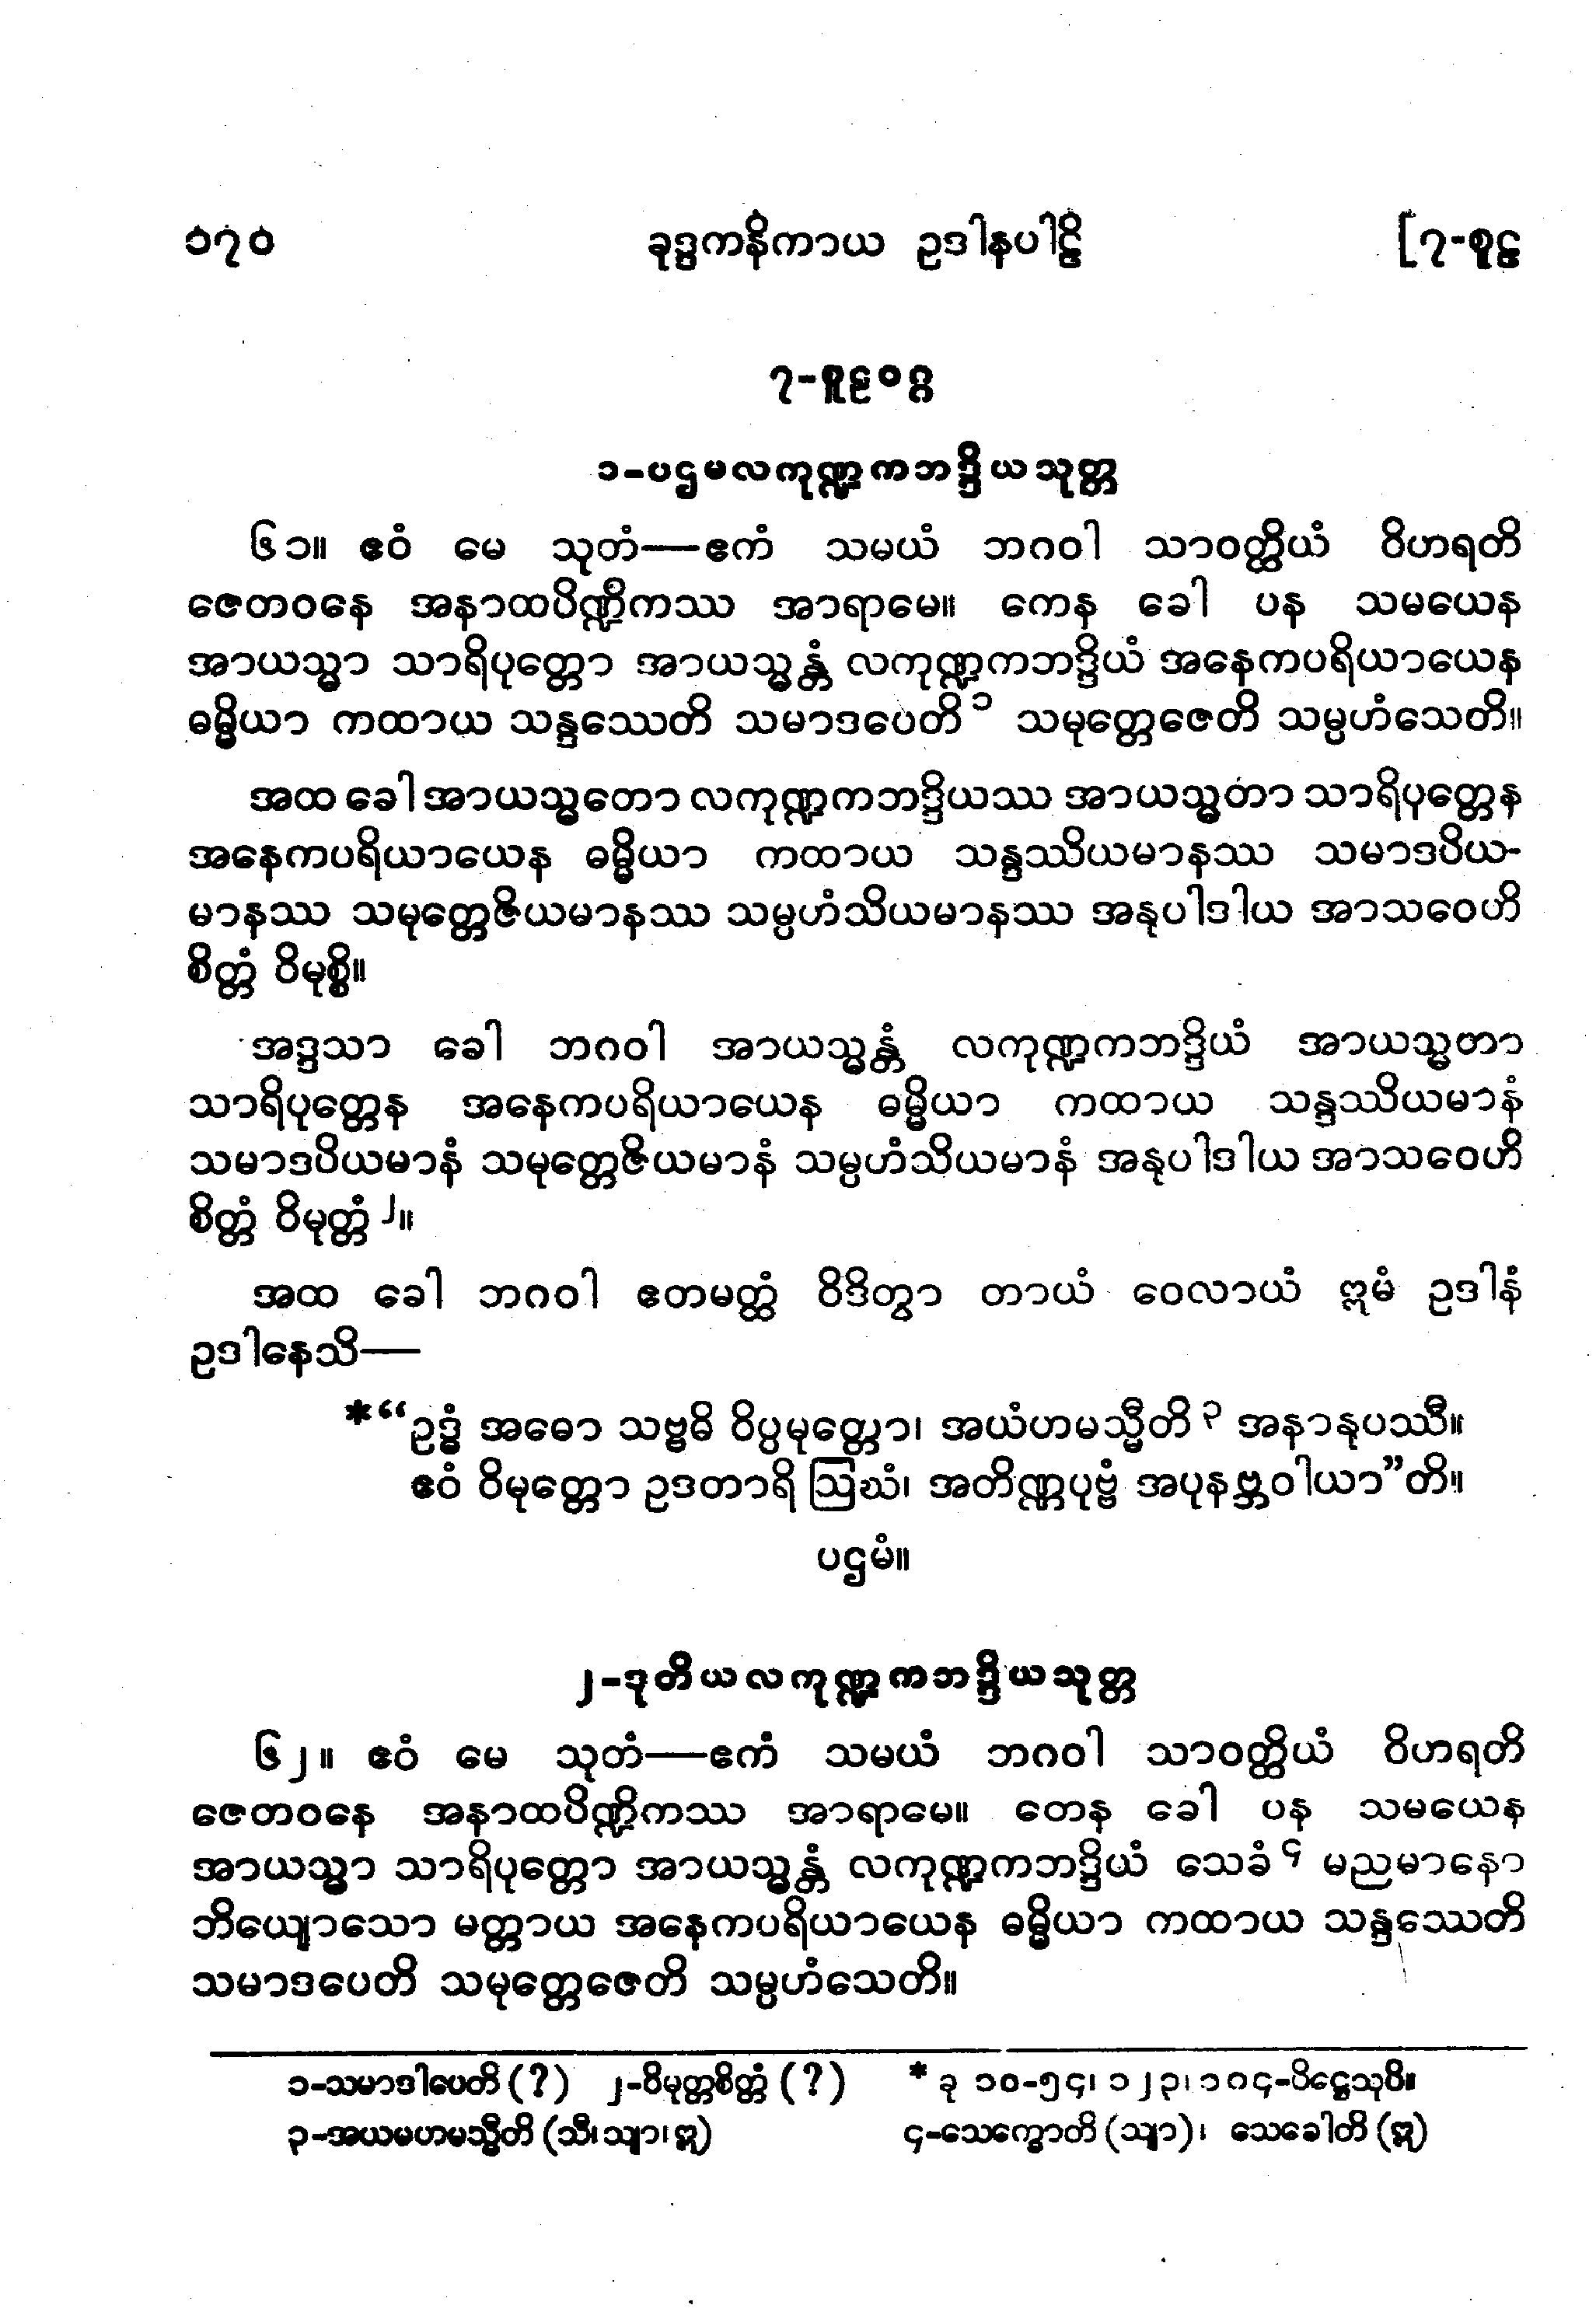 ၁၇၀ ခုဒ္ဒကနိကာယ ဥဒါနပါဠိ [၇-စူဠ
၇-စူဠဝဂ္ဂ
၁-ပဌမလကုဏ္ဍကဘဒ္ဒိယသုတ္တ
၆၁။ ဧဝံ မေ သုတံ—ဧကံ သမယံ ဘဂဝါ သာဝတ္ထိယံ ဝိဟရတိ
ဇေတဝနေ အနာထပိဏ္ဍိကဿ အာရာမေ။ ကေန ခေါ ပန သမယေန
အာယသ္မာ သာရိပုတ္တော အာယသ္မန္တံ လကုဏ္ဍကဘဒ္ဒိယံ အနေကပရိယာယေန
ဓမ္မိယာ ကထာယ သန္ဒဿေတိ သမာဒပေတိ ၁ သမုတ္တေဇေတိ သမ္ပဟံသေတိ။
အထ ခေါ အာယသ္မတော လကုဏ္ဍကဘဒ္ဒိယဿ အာယသ္မတာ သာရိပုတ္တေန
အနေကပရိယာယေန ဓမ္မိယာ ကထာယ သန္ဒဿိယမာနဿ သမာဒပိယ-
မာနဿ သမုတ္တေဇိယမာနဿ သမ္ပဟံသိယမာနဿ အနုပါဒါယ အာသဝေဟိ
စိတ္တံ ဝိမုစ္စိ။
အဒ္ဒသာ ခေါ ဘဂဝါ အာယသ္မန္တံ လကုဏ္ဍကဘဒ္ဒိယံ အာယသ္မတာ
သာရိပုတ္တေန အနေကပရိယာယေန ဓမ္မိယာ ကထာယ သန္ဒဿိယမာနံ
သမာဒပိယမာနံ သမုတ္တေဇိယမာနံ သမ္ပဟံသိယမာနံ အနုပါဒါယ အာသဝေဟိ
စိတ္တံ ဝိမုတ္တံ ၂။
အထ ခေါ ဘဂဝါ ဧတမတ္ထံ ဝိဒိတွာ တာယံ ဝေလာယံ ဣမံ ဥဒါနံ
ဥဒါနေသိ—
*“ဥဒ္ဓံ အဓော သဗ္ဗဓိ ဝိပ္ပမုတ္တော၊ အယံဟမသ္မီတိ ၃ အနာနုပဿီ။
ဧဝံ ဝိမုတ္တော ဥဒတာရိ ဩဃံ၊ အတိဏ္ဏပုဗ္ဗံ အပုနဗ္ဘဝါယာ”တိ။
ပဌမံ။
၂-ဒုတိယလကုဏ္ဍကဘဒ္ဒိယသုတ္တ
၆၂။ ဧဝံ မေ သုတံ—ဧကံ သမယံ ဘဂဝါ သာဝတ္ထိယံ ဝိဟရတိ
ဇေတဝနေ အနာထပိဏ္ဍိကဿ အာရာမေ။ တေန ခေါ ပန သမယေန
အာယသ္မာ သာရိပုတ္တော အာယသ္မန္တံ လကုဏ္ဍကဘဒ္ဒိယံ သေခံ ၄ မညမာနော
ဘိယျောသော မတ္တာယ အနေကပရိယာယေန ဓမ္မိယာ ကထာယ သန္ဒဿေတိ
သမာဒပေတိ သမုတ္တေဇေတိ သမ္ပဟံသေတိ။
၁-သမာဒါပေတိ (?) ၂-ဝိမုတ္တစိတ္တံ (?) * ခု ၁၀-၅၄၊ ၁၂၃၊ ၁၈၄-ပိဋ္ဌေသုပိ။
၃-အယမဟမသ္မီတိ (သီ၊ သျာ၊ ဣ) ၄-သေက္ခောတိ (သျာ)၊ သေခေါတိ (ဣ)